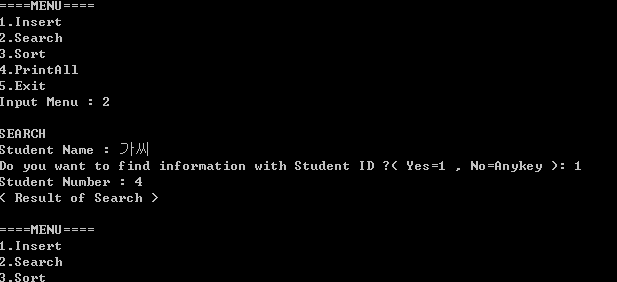 ====MENU====
1.Insert
2.Search
3.Sort
4.PrintAll
5.Exit
Input Menu : 2
SEARCH
Student Name : 가씨
Do you want to find information with Student ID ?( Yes=1 , No=Anykey ): 1
Student Number : 4
< Result of Search >
====MENU====
1.Insert
2.Search
3.Sort